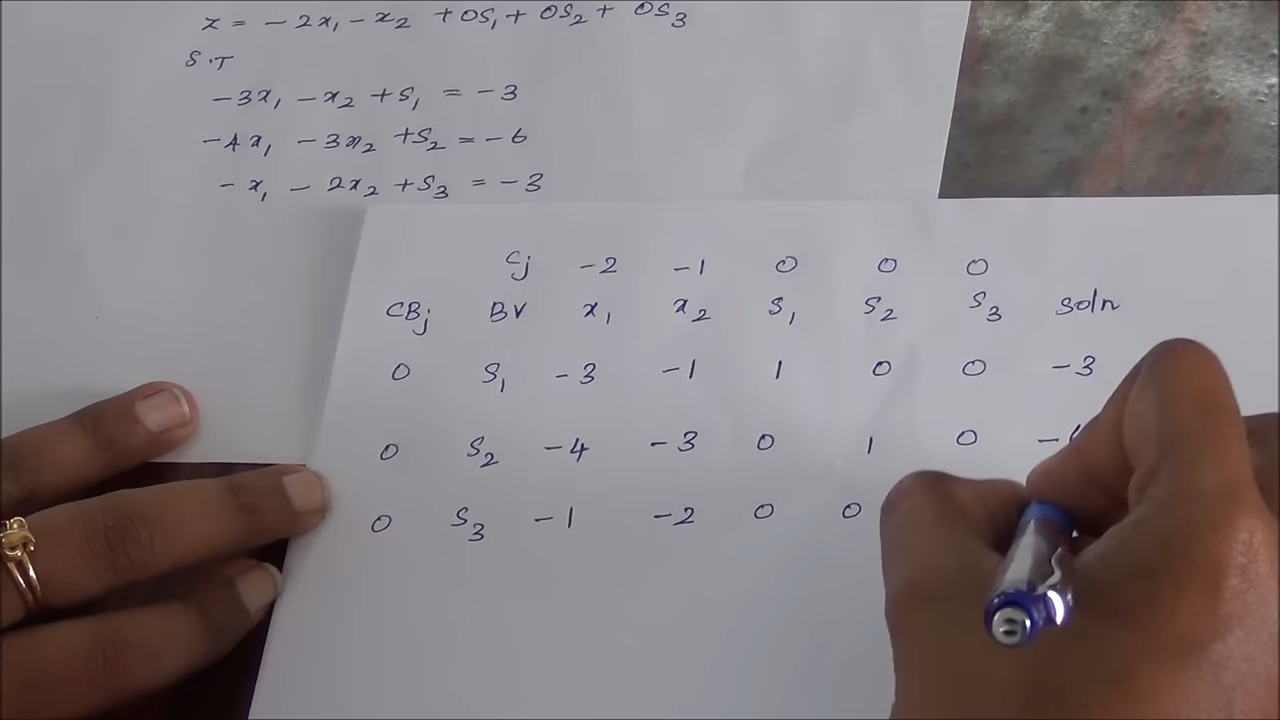 z = -2x₁ - x₂ + 0S₁ + 0S₂ + 0S₃
S.T
-3x₁ - x₂ + S₁ = -3
-4x₁ - 3x₂ + S₂ = -6
-x₁ - 2x₂ + S₃ = -3
Cj -2 -1 0 0 0
CBj BV x₁ x₂ S₁ S₂ S₃ soln
0 S₁ -3 -1 1 0 0 -3
0 S₂ -4 -3 0 1 0
0 S₃ -1 -2 0 0